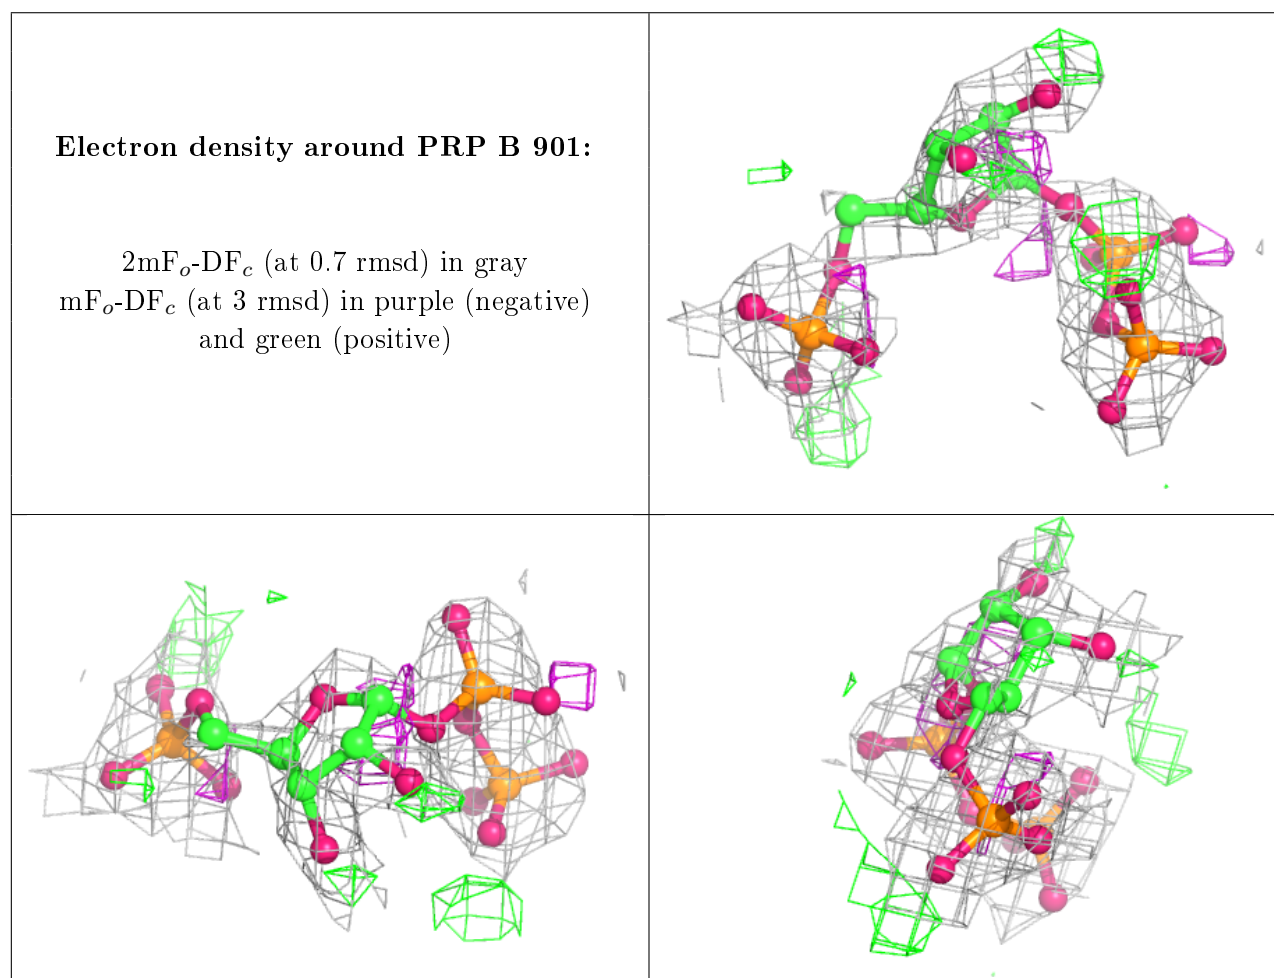 Electron density around PRP B 901:
2mFₒ-DF𝒸 (at 0.7 rmsd) in gray
mFₒ-DF𝒸 (at 3 rmsd) in purple (negative)
and green (positive)